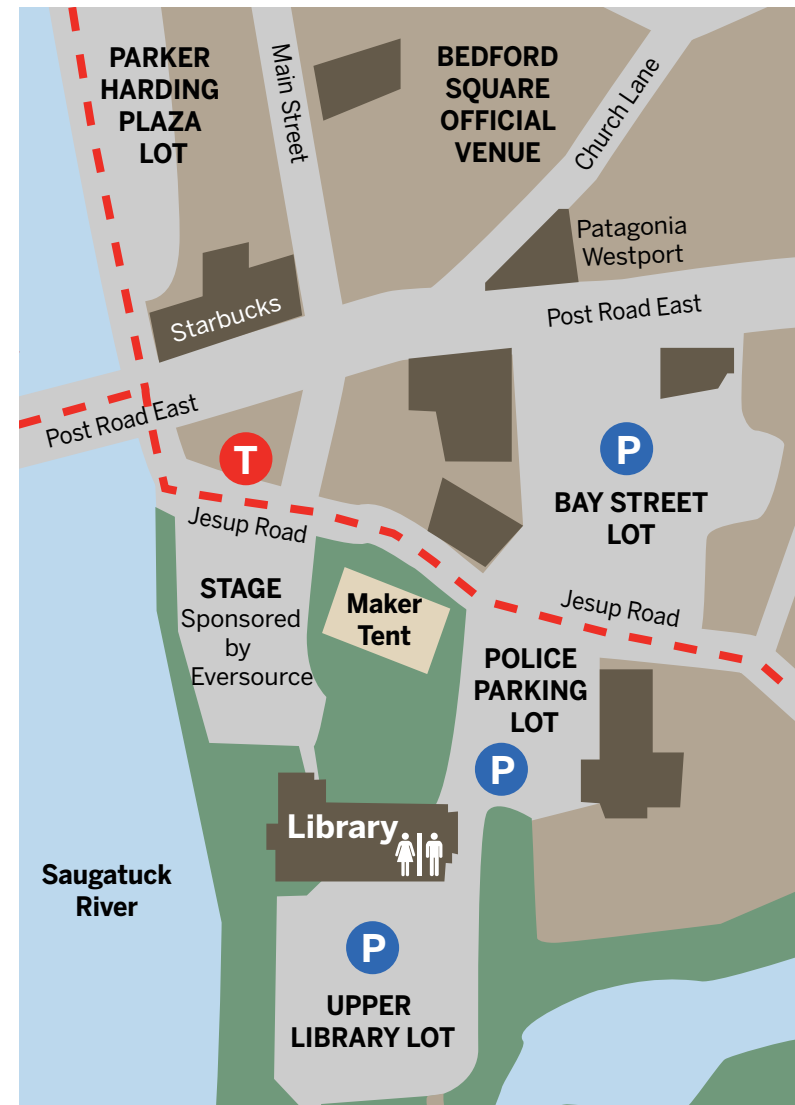 PARKER
HARDING
PLAZA
LOT
Main Street
BEDFORD
SQUARE
OFFICIAL
VENUE
Church Lane
Patagonia
Westport
Starbucks
Post Road East
Post Road East
T
P
BAY STREET
LOT
Jesup Road
STAGE
Sponsored
by
Eversource
Maker
Tent
Jesup Road
POLICE
PARKING
LOT
P
Library
Saugatuck
River
P
UPPER
LIBRARY LOT